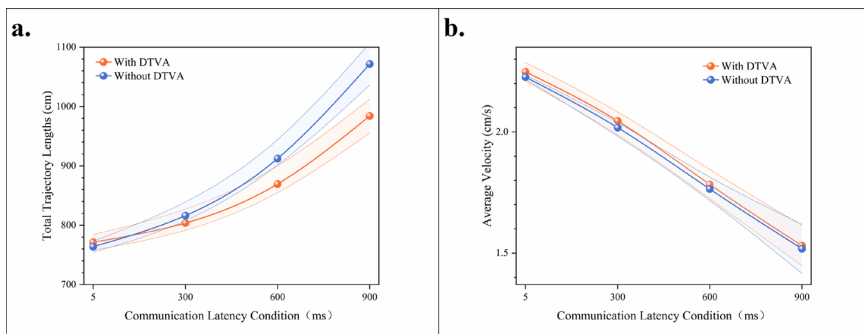 a.
1100
1000
900
800
700
Total Trajectory Lengths (cm)
With DTVA
Without DTVA
5 300 600 900
Communication Latency Condition（ms）
b.
2.0
1.5
Average Velocity (cm/s)
With DTVA
Without DTVA
5 300 600 900
Communication Latency Condition（ms）